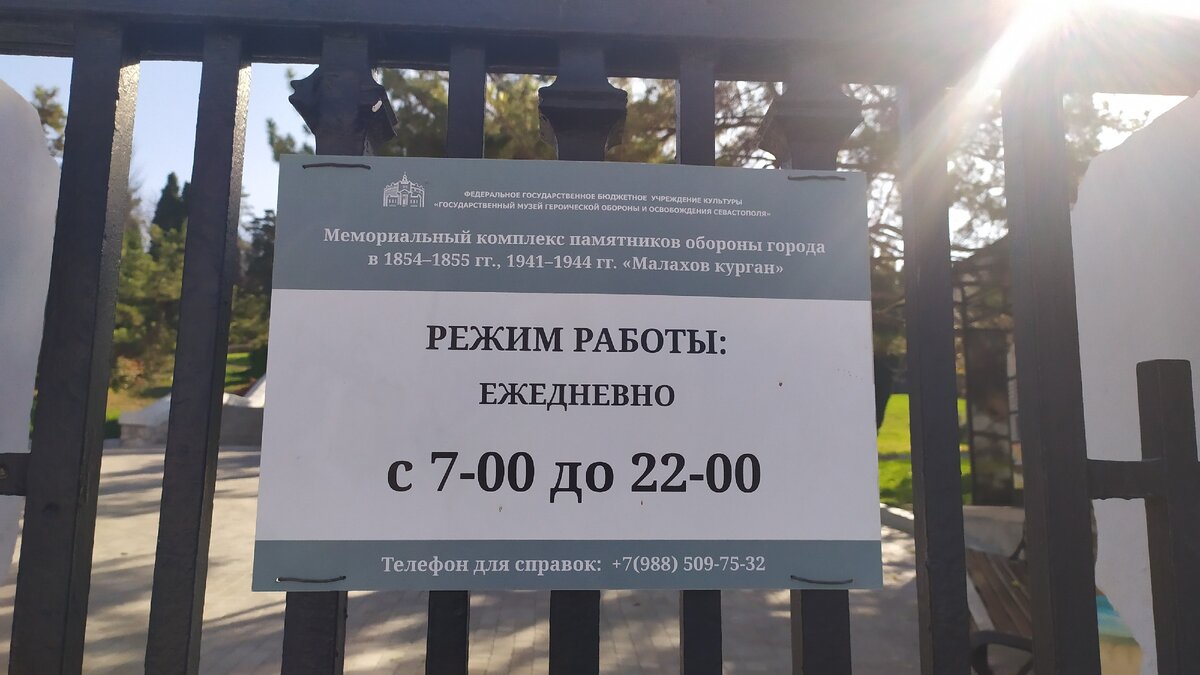 ФЕДЕРАЛЬНОЕ ГОСУДАРСТВЕННОЕ БЮДЖЕТНОЕ УЧРЕЖДЕНИЕ КУЛЬТУРЫ
«ГОСУДАРСТВЕННЫЙ МУЗЕЙ ГЕРОИЧЕСКОЙ ОБОРОНЫ И ОСВОБОЖДЕНИЯ СЕВАСТОПОЛЯ»
Мемориальный комплекс памятников обороны города
в 1854–1855 гг., 1941–1944 гг. «Малахов курган»
РЕЖИМ РАБОТЫ:
ЕЖЕДНЕВНО
с 7-00 до 22-00
Телефон для справок: +7(988) 509-75-32